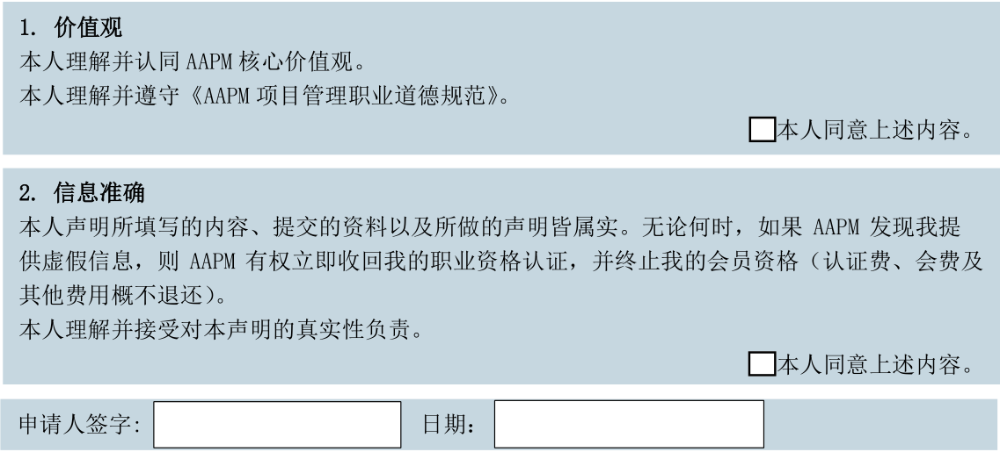 1. 价值观
本人理解并认同 AAPM 核心价值观。
本人理解并遵守《AAPM 项目管理职业道德规范》。
本人同意上述内容。
2. 信息准确
本人声明所填写的内容、提交的资料以及所做的声明皆属实。无论何时，如果 AAPM 发现我提
供虚假信息，则 AAPM 有权立即收回我的职业资格认证，并终止我的会员资格（认证费、会费及
其他费用概不退还）。
本人理解并接受对本声明的真实性负责。
本人同意上述内容。
申请人签字: 日期：